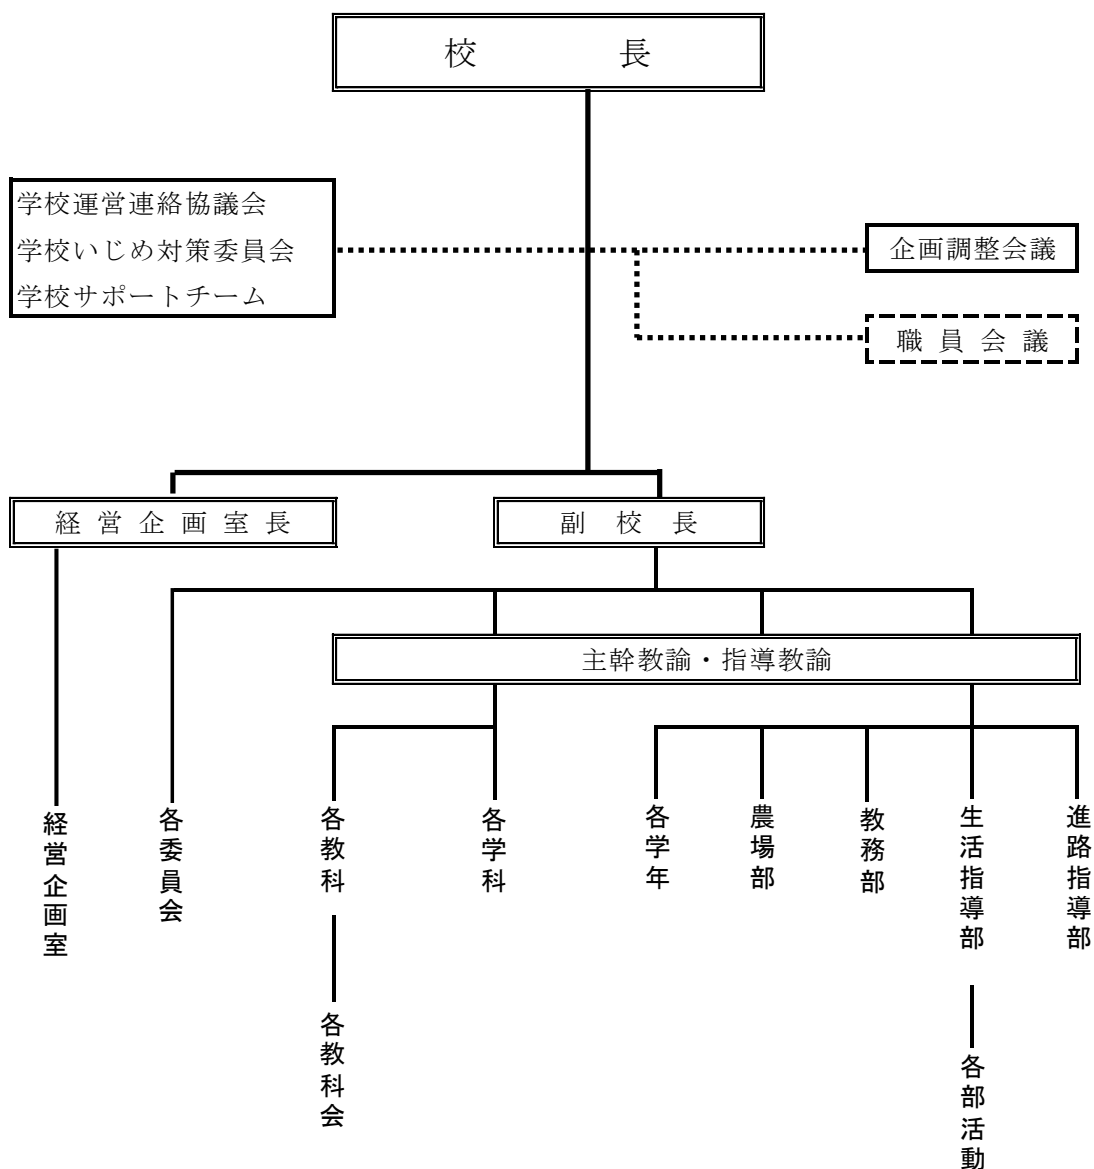 校長
学校運営連絡協議会
学校いじめ対策委員会
学校サポートチーム
企画調整会議
職員会議
経営企画室長
副校長
主幹教諭・指導教諭
経営企画室
各委員会
各教科
各学科
各学年
農場部
教務部
生活指導部
進路指導部
各教科会
各部活動